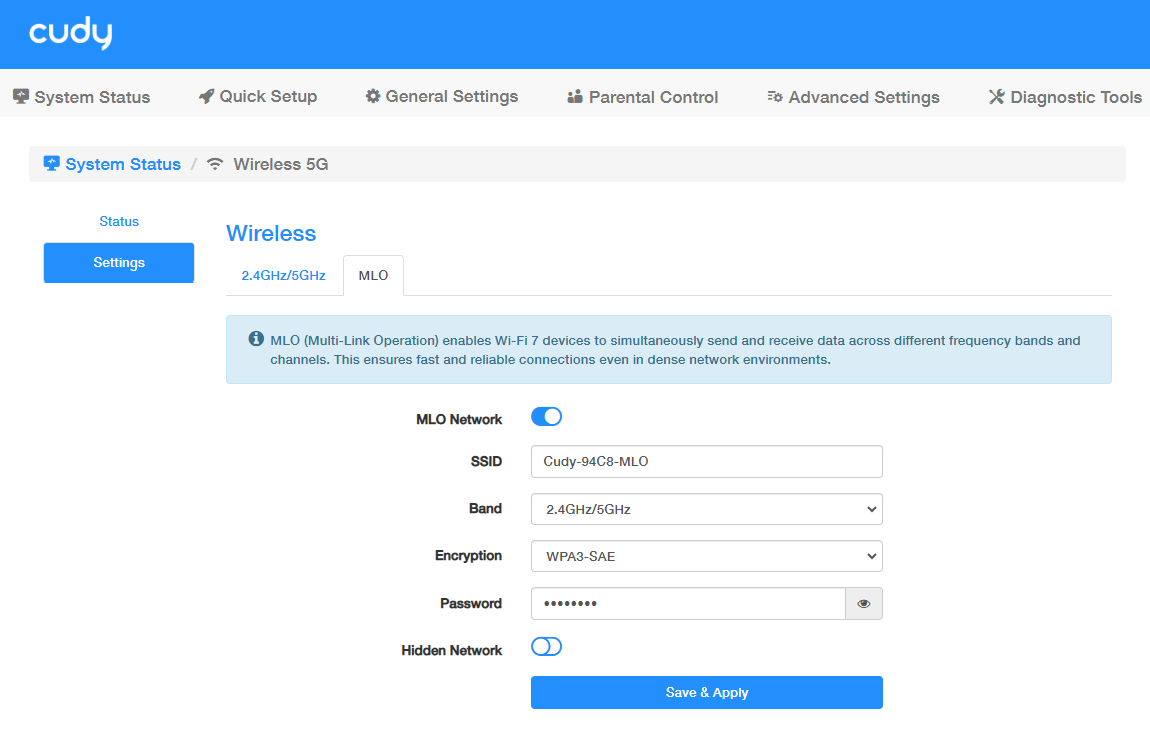 cudy
System Status Quick Setup General Settings Parental Control Advanced Settings Diagnostic Tools
System Status / Wireless 5G
Status
Settings
Wireless
2.4GHz/5GHz MLO
MLO (Multi-Link Operation) enables Wi-Fi 7 devices to simultaneously send and receive data across different frequency bands and
channels. This ensures fast and reliable connections even in dense network environments.
MLO Network
SSID Cudy-94C8-MLO
Band 2.4GHz/5GHz
Encryption WPA3-SAE
Password ••••••••
Hidden Network
Save & Apply